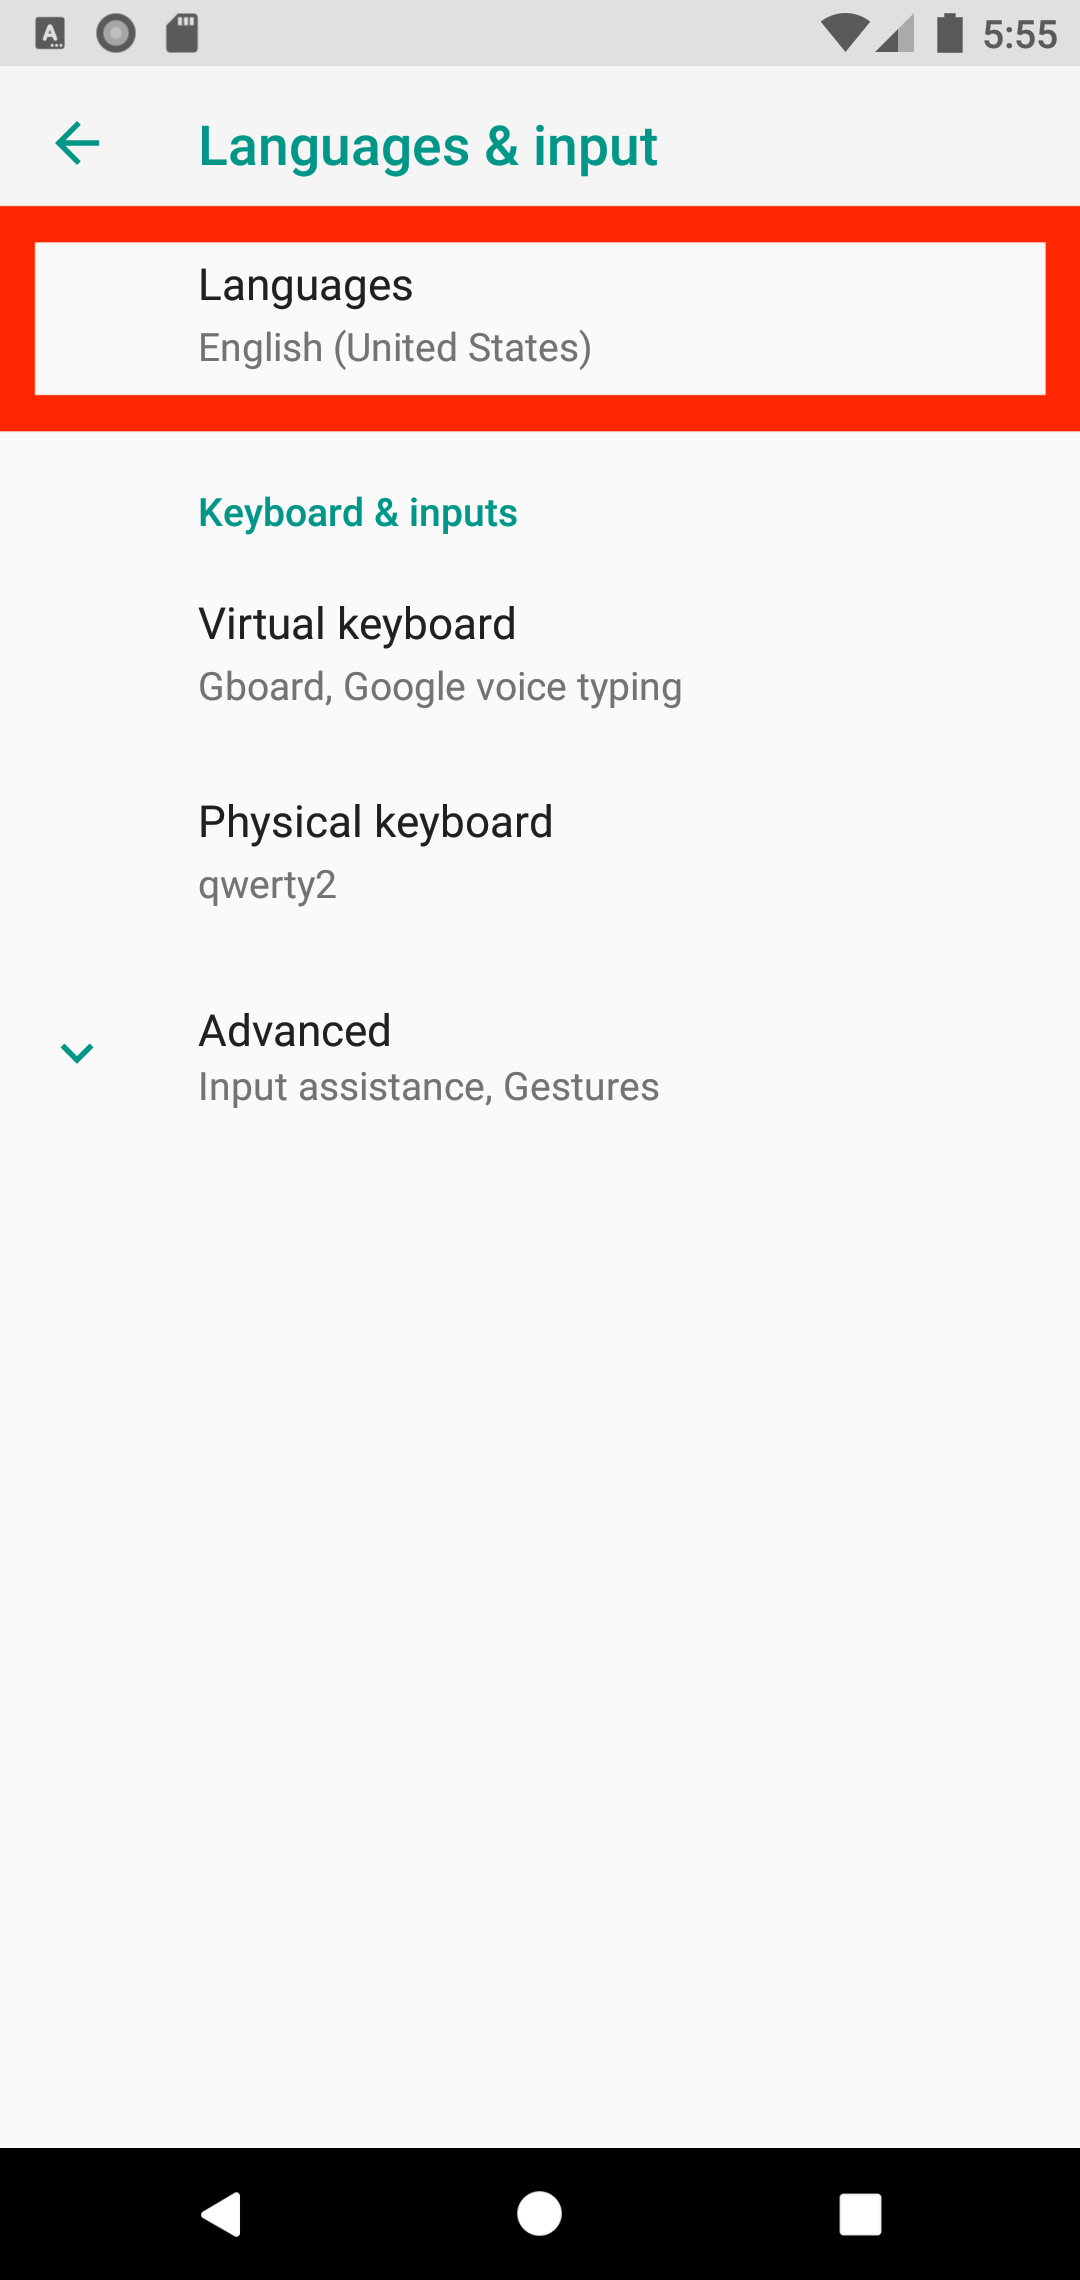 5:55
Languages & input
Languages
English (United States)
Keyboard & inputs
Virtual keyboard
Gboard, Google voice typing
Physical keyboard
qwerty2
Advanced
Input assistance, Gestures